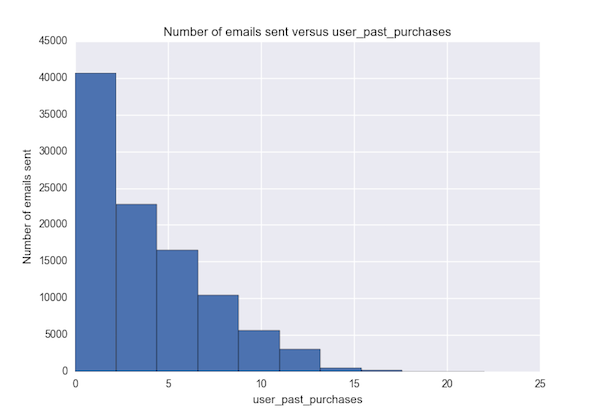 Number of emails sent versus user_past_purchases
45000
40000
35000
30000
25000
20000
15000
10000
5000
0
Number of emails sent
0 5 10 15 20 25
user_past_purchases